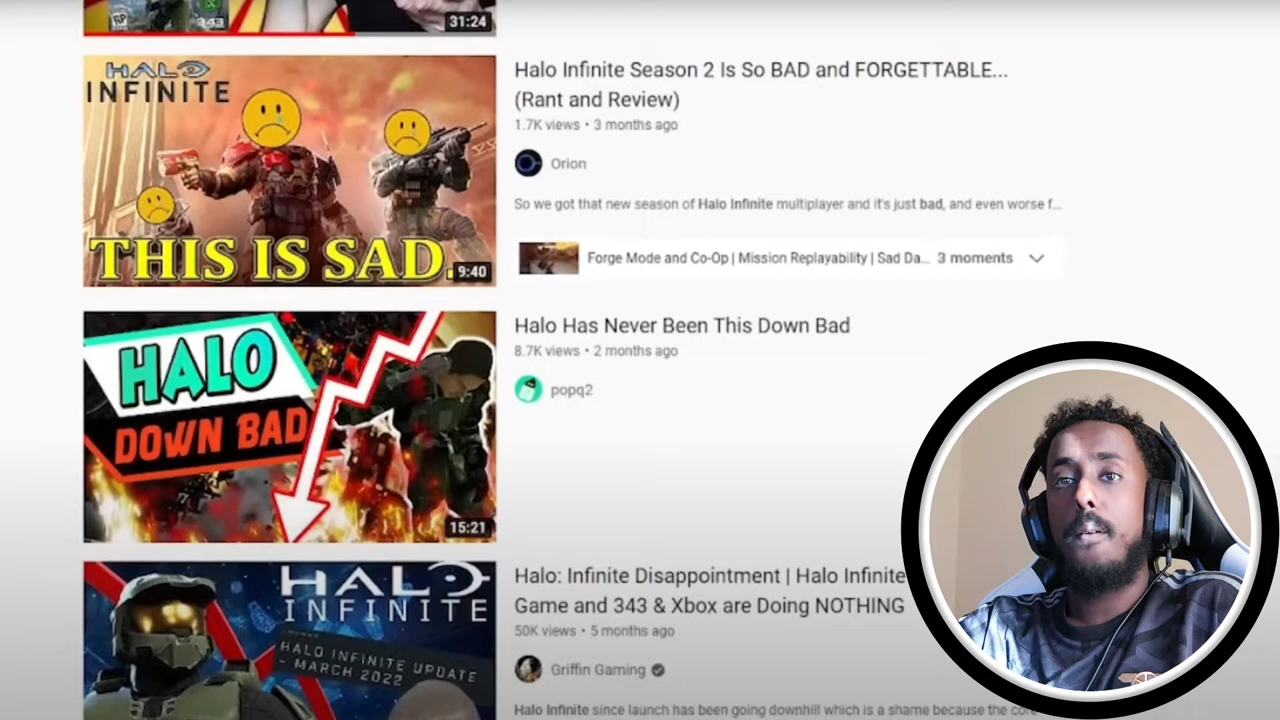 RP
343
31:24
HALO
INFINITE
THIS IS SAD.
9:40
Halo Infinite Season 2 Is So BAD and FORGETTABLE...
(Rant and Review)
1.7K views • 3 months ago
Orion
So we got that new season of Halo Infinite multiplayer and it's just bad, and even worse f...
Forge Mode and Co-Op | Mission Replayability | Sad Da... 3 moments
HALO
DOWN BAD
15:21
Halo Has Never Been This Down Bad
8.7K views • 2 months ago
popq2
HALO
INFINITE
HALO INFINITE UPDATE
- MARCH 2022
Halo: Infinite Disappointment | Halo Infinite
Game and 343 & Xbox are Doing NOTHING
50K views • 5 months ago
Griffin Gaming
Halo Infinite since launch has been going downhill which is a shame because the core